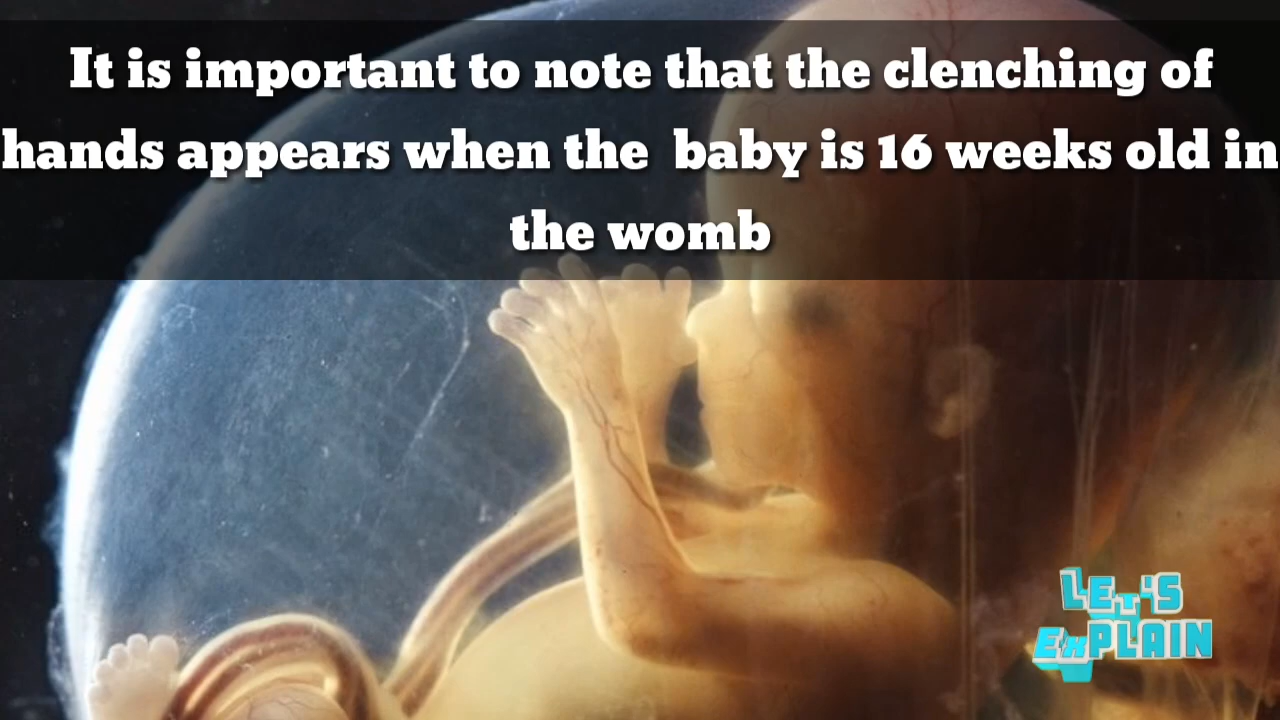 It is important to note that the clenching of
hands appears when the baby is 16 weeks old in
the womb
LET'S
EXPLAIN